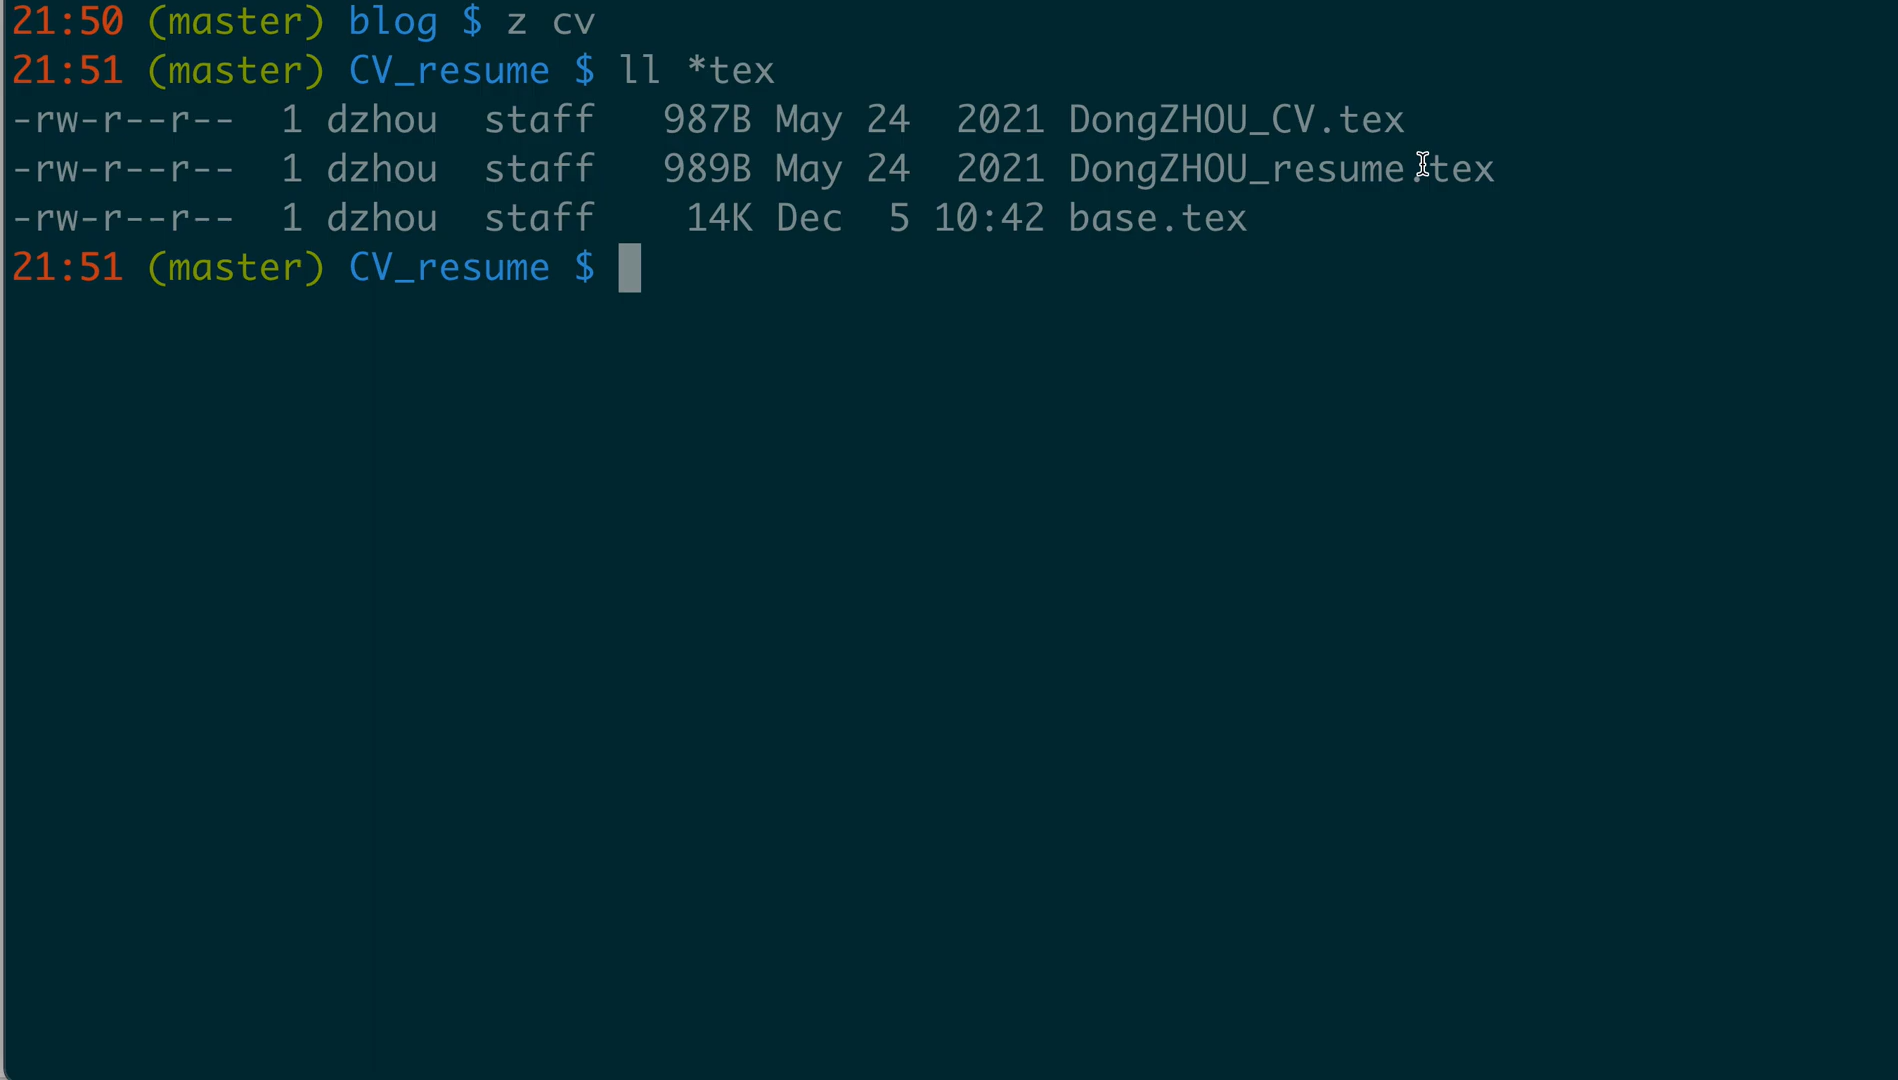 21:50 (master) blog $ z cv
21:51 (master) CV_resume $ ll *tex
-rw-r--r--  1 dzhou  staff   987B May 24  2021 DongZHOU_CV.tex
-rw-r--r--  1 dzhou  staff   989B May 24  2021 DongZHOU_resume.tex
-rw-r--r--  1 dzhou  staff    14K Dec  5 10:42 base.tex
21:51 (master) CV_resume $